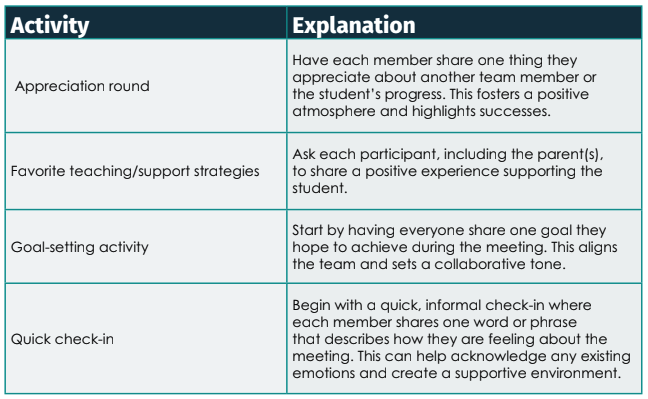 Activity
Explanation
Appreciation round
Have each member share one thing they
appreciate about another team member or
the student’s progress. This fosters a positive
atmosphere and highlights successes.
Favorite teaching/support strategies
Ask each participant, including the parent(s),
to share a positive experience supporting the
student.
Goal-setting activity
Start by having everyone share one goal they
hope to achieve during the meeting. This aligns
the team and sets a collaborative tone.
Quick check-in
Begin with a quick, informal check-in where
each member shares one word or phrase
that describes how they are feeling about the
meeting. This can help acknowledge any existing
emotions and create a supportive environment.